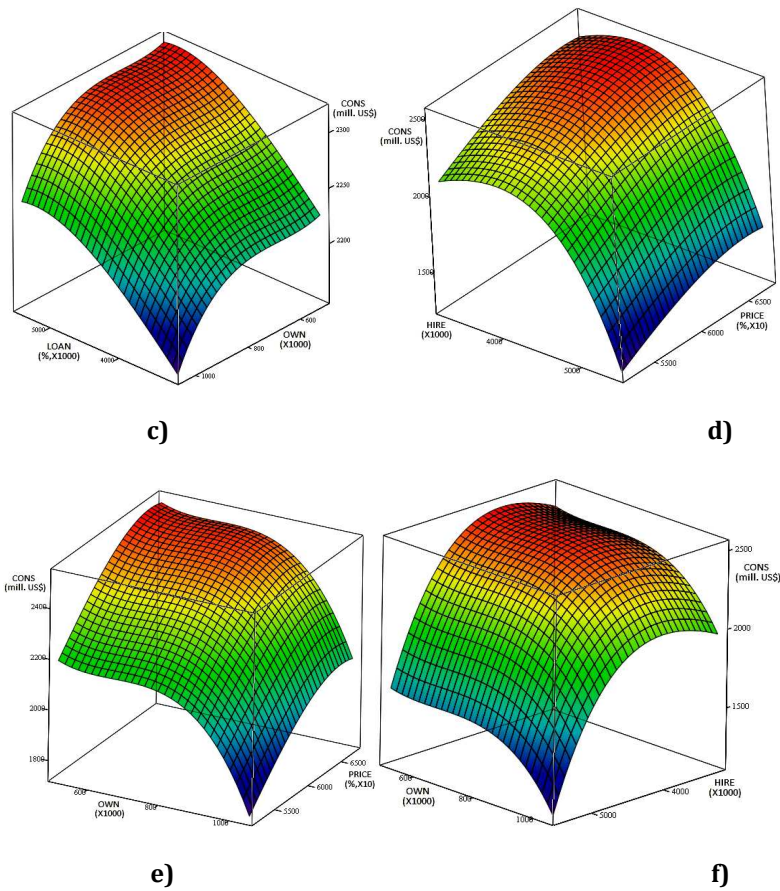 CONS
(mill. US$)
2300
2250
2200
5000
LOAN
(%,X1000)
4000
1000
800
OWN
(X1000)
600
c)
CONS
(mill. US$)
2500
2000
1500
HIRE
(X1000)
4000
5000
5500
6000
PRICE
(%,X10)
6500
d)
CONS
(mill. US$)
2400
2200
2000
1800
600
OWN
(X1000)
800
1000
5500
6000
PRICE
(%,X10)
6500
e)
CONS
(mill. US$)
2500
2000
1500
600
OWN
(X1000)
800
1000
5000
4000
HIRE
(X1000)
f)